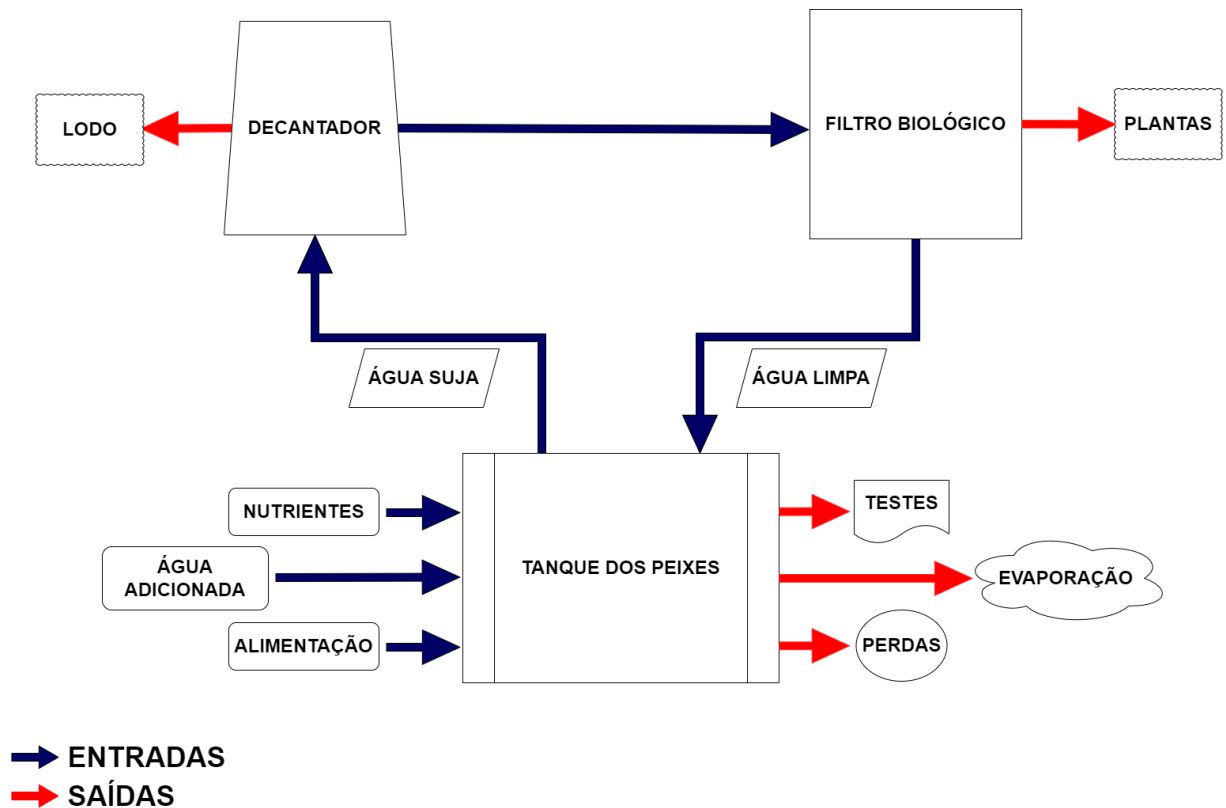 LODO
DECANTADOR
FILTRO BIOLÓGICO
PLANTAS
ÁGUA SUJA
ÁGUA LIMPA
NUTRIENTES
ÁGUA
ADICIONADA
ALIMENTAÇÃO
TANQUE DOS PEIXES
TESTES
EVAPORAÇÃO
PERDAS
ENTRADAS
SAÍDAS